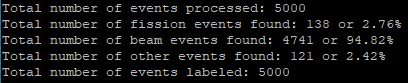 Total number of events processed: 5000
Total number of fission events found: 138 or 2.76%
Total number of beam events found: 4741 or 94.82%
Total number of other events found: 121 or 2.42%
Total number of events labeled: 5000